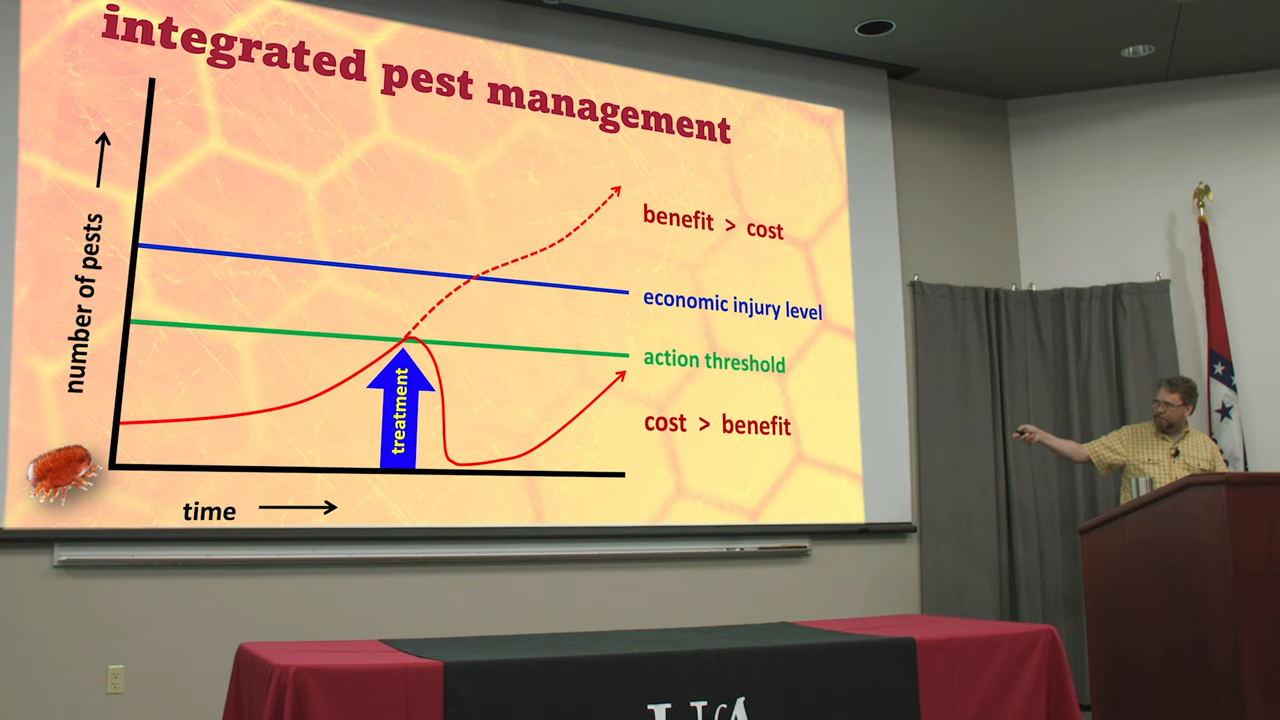 integrated pest management
number of pests
benefit > cost
economic injury level
action threshold
treatment
cost > benefit
time